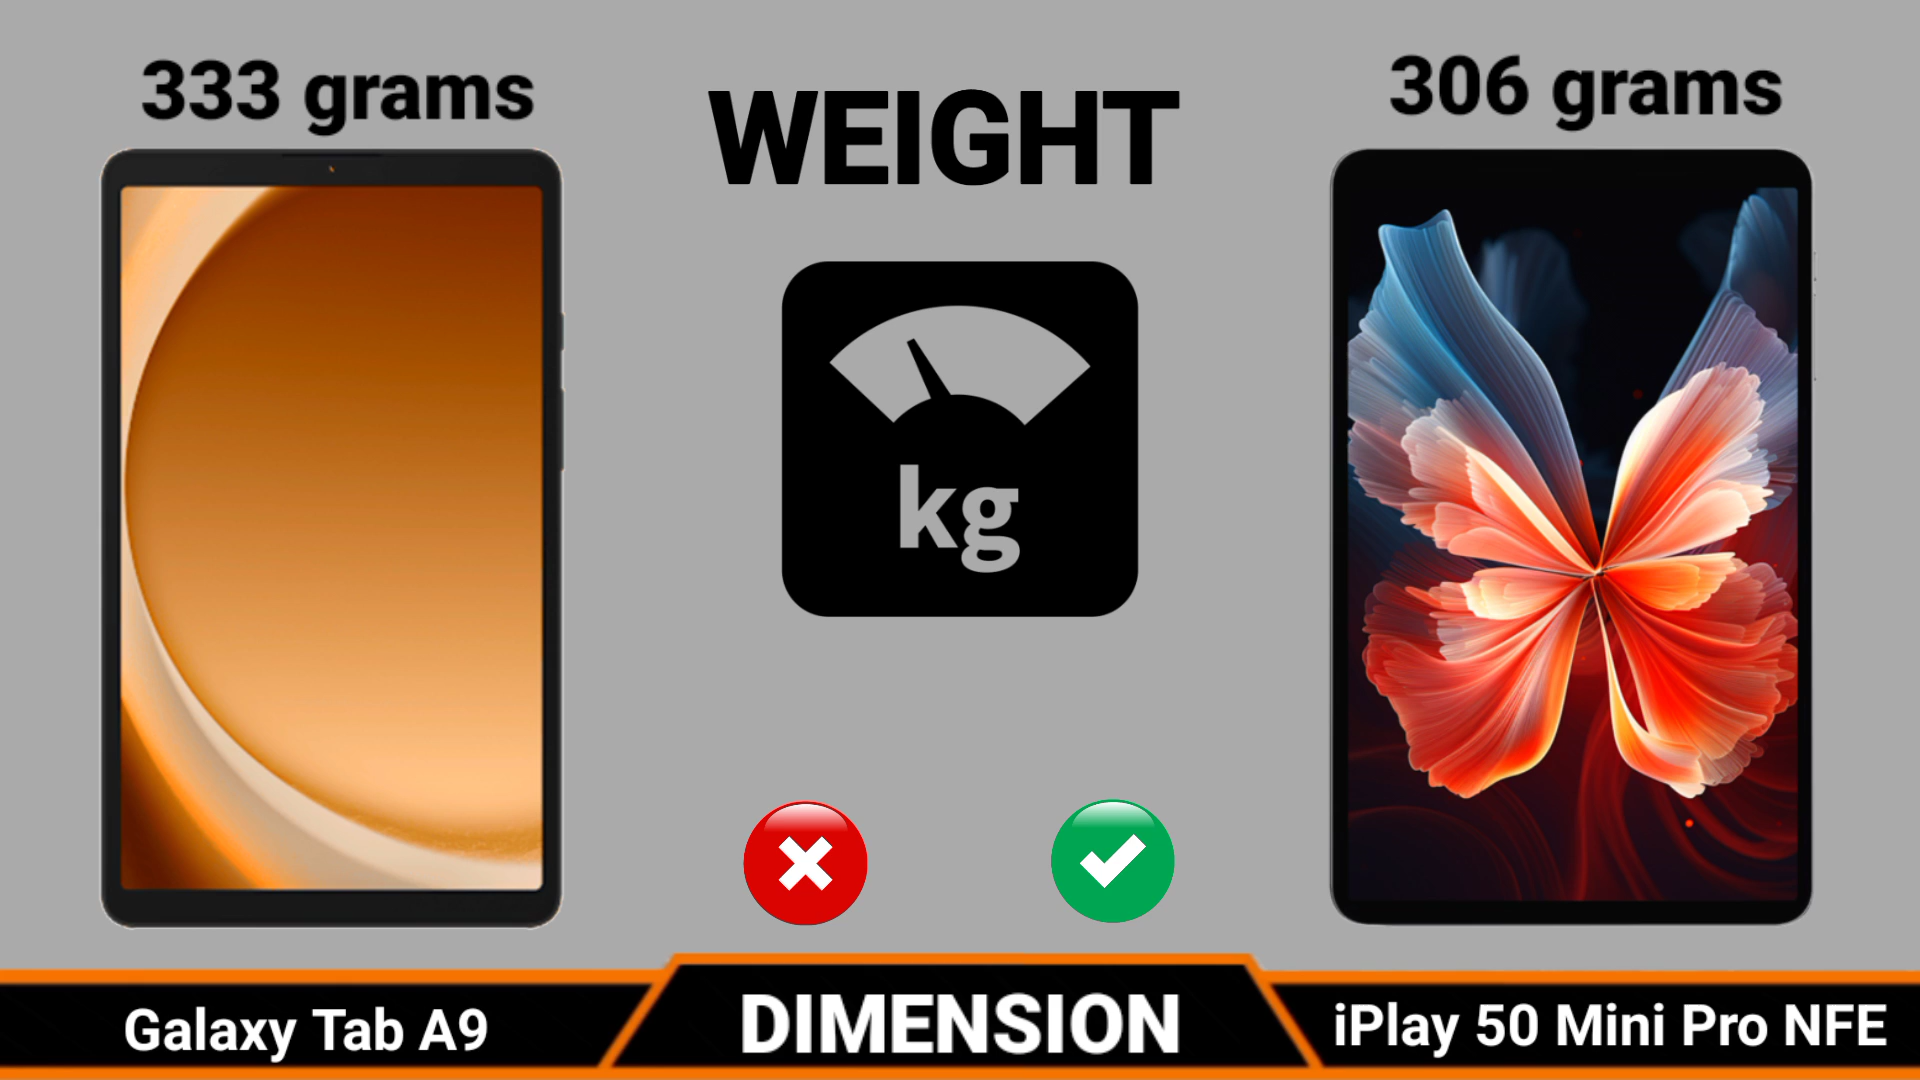 333 grams
WEIGHT
306 grams
kg
Galaxy Tab A9
DIMENSION
iPlay 50 Mini Pro NFE